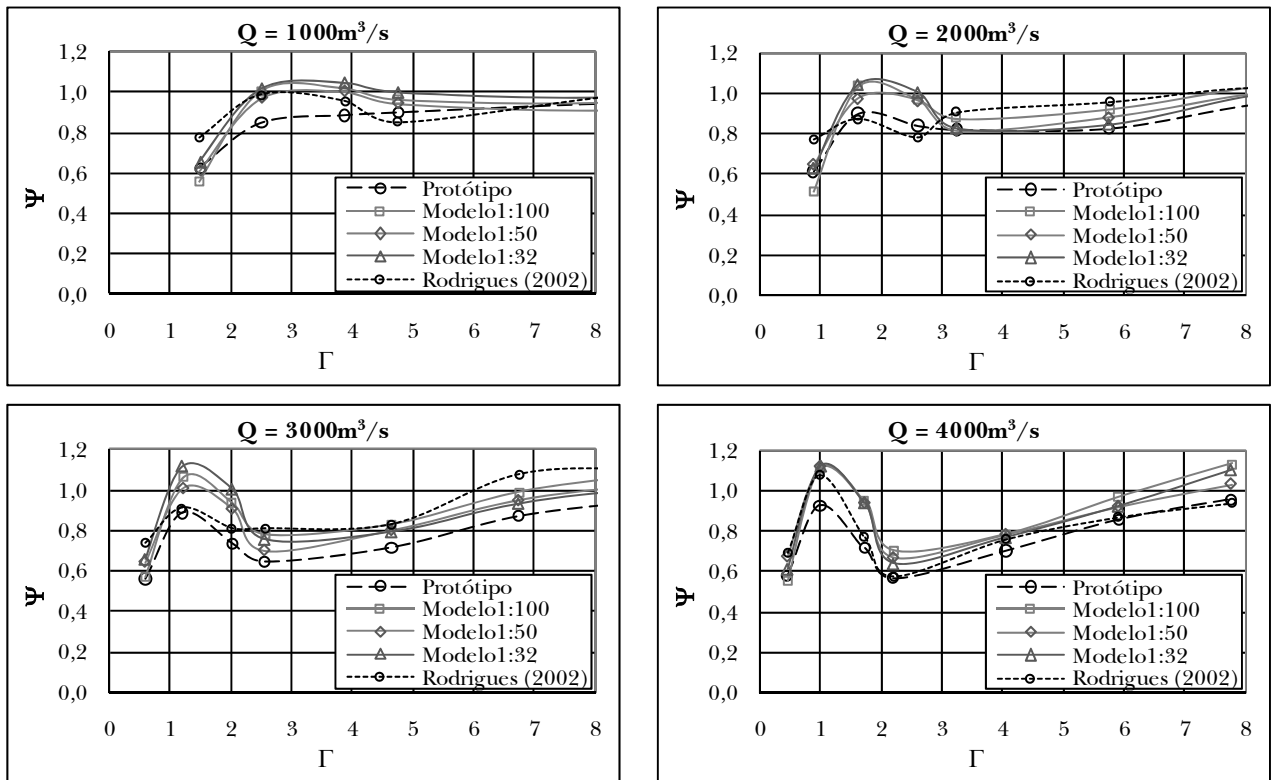 Q = 1000m³/s
1,2
1,0
0,8
0,6
0,4
0,2
0,0
Ψ
Protótipo
Modelo1:100
Modelo1:50
Modelo1:32
Rodrigues (2002)
0 1 2 3 4 5 6 7 8
Γ
Q = 2000m³/s
1,2
1,0
0,8
0,6
0,4
0,2
0,0
Ψ
Protótipo
Modelo1:100
Modelo1:50
Modelo1:32
Rodrigues (2002)
0 1 2 3 4 5 6 7 8
Γ
Q = 3000m³/s
1,2
1,0
0,8
0,6
0,4
0,2
0,0
Ψ
Protótipo
Modelo1:100
Modelo1:50
Modelo1:32
Rodrigues (2002)
0 1 2 3 4 5 6 7 8
Γ
Q = 4000m³/s
1,2
1,0
0,8
0,6
0,4
0,2
0,0
Ψ
Protótipo
Modelo1:100
Modelo1:50
Modelo1:32
Rodrigues (2002)
0 1 2 3 4 5 6 7 8
Γ